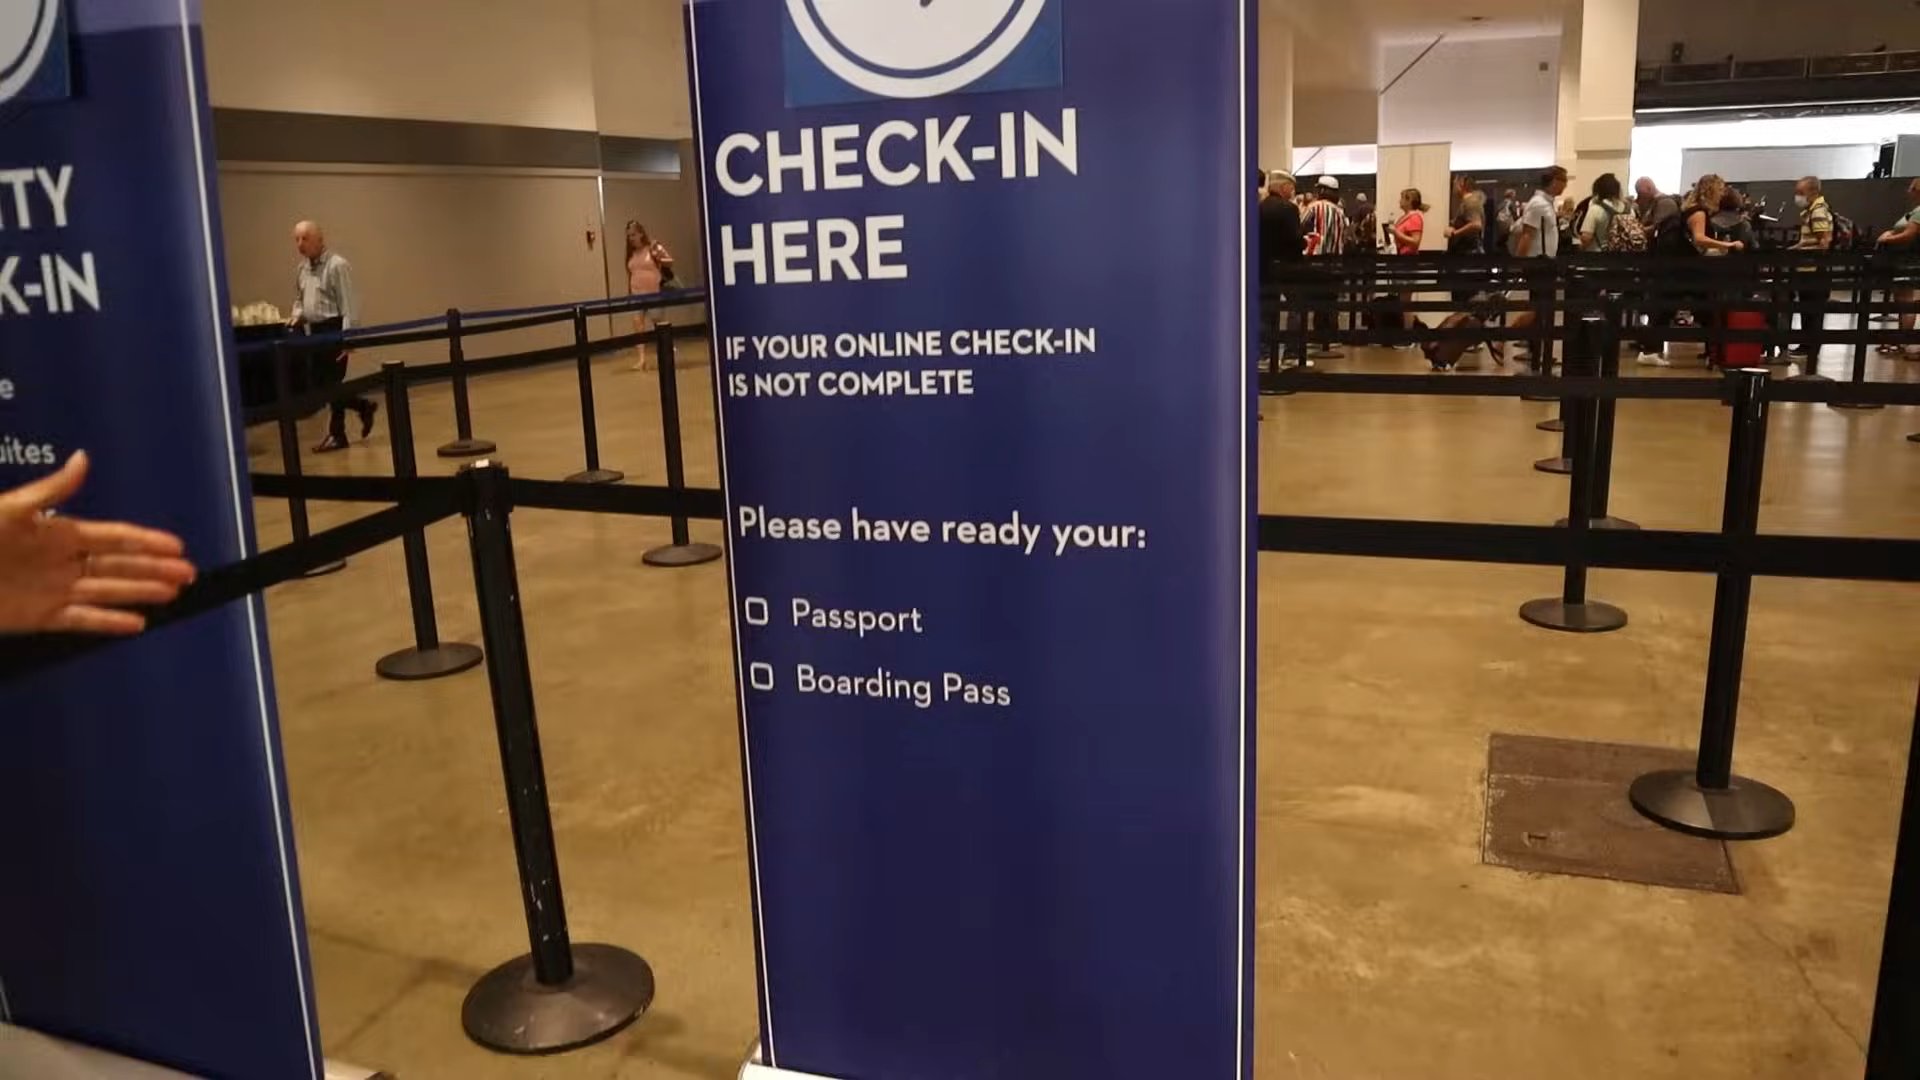 CHECK-IN
HERE
IF YOUR ONLINE CHECK-IN
IS NOT COMPLETE
Please have ready your:
Passport
Boarding Pass
ITY
K-IN
e
uites